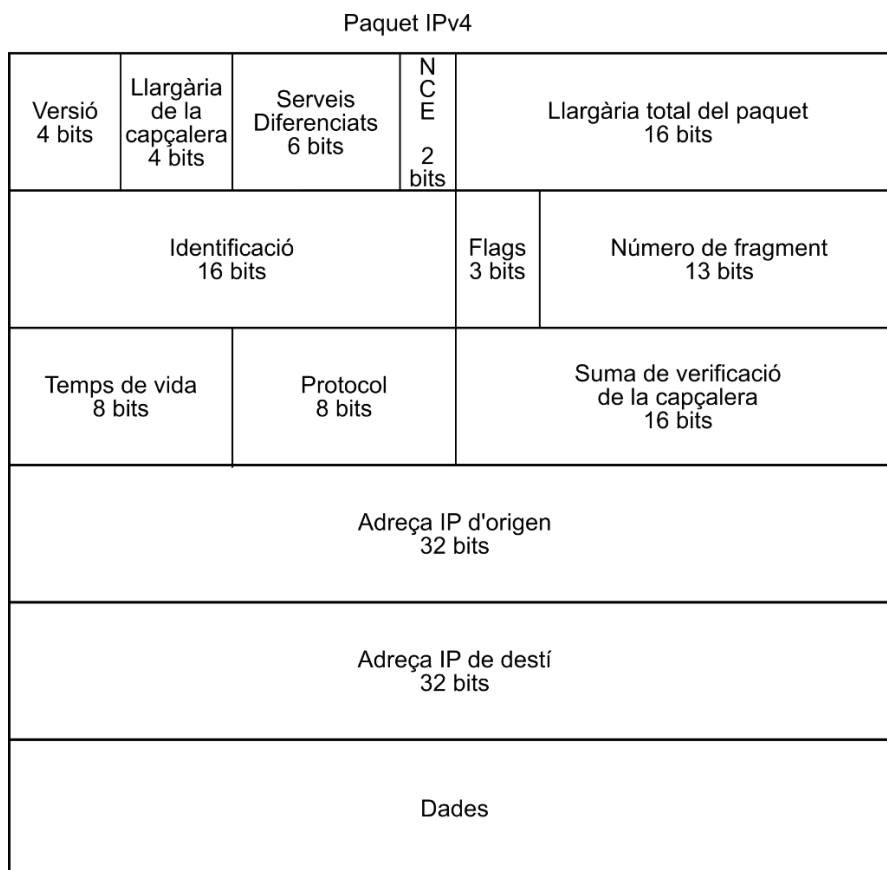 Paquet IPv4
Versió
4 bits
Llargària
de la
capçalera
4 bits
Serveis
Diferenciats
6 bits
N
C
E
2
bits
Llargària total del paquet
16 bits
Identificació
16 bits
Flags
3 bits
Número de fragment
13 bits
Temps de vida
8 bits
Protocol
8 bits
Suma de verificació
de la capçalera
16 bits
Adreça IP d'origen
32 bits
Adreça IP de destí
32 bits
Dades